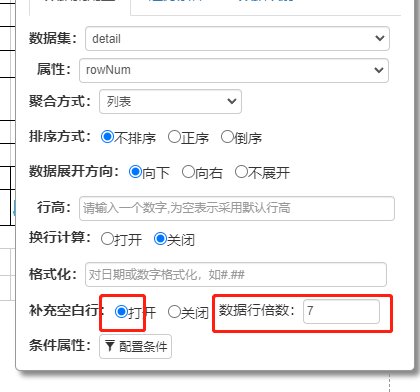 数据集： detail
属性： rowNum
聚合方式： 列表
排序方式： 不排序 正序 倒序
数据展开方向： 向下 向右 不展开
行高： 请输入一个数字,为空表示采用默认行高
换行计算： 打开 关闭
格式化： 对日期或数字格式化，如#.##
补充空白行： 打开 关闭 数据行倍数： 7
条件属性： 配置条件